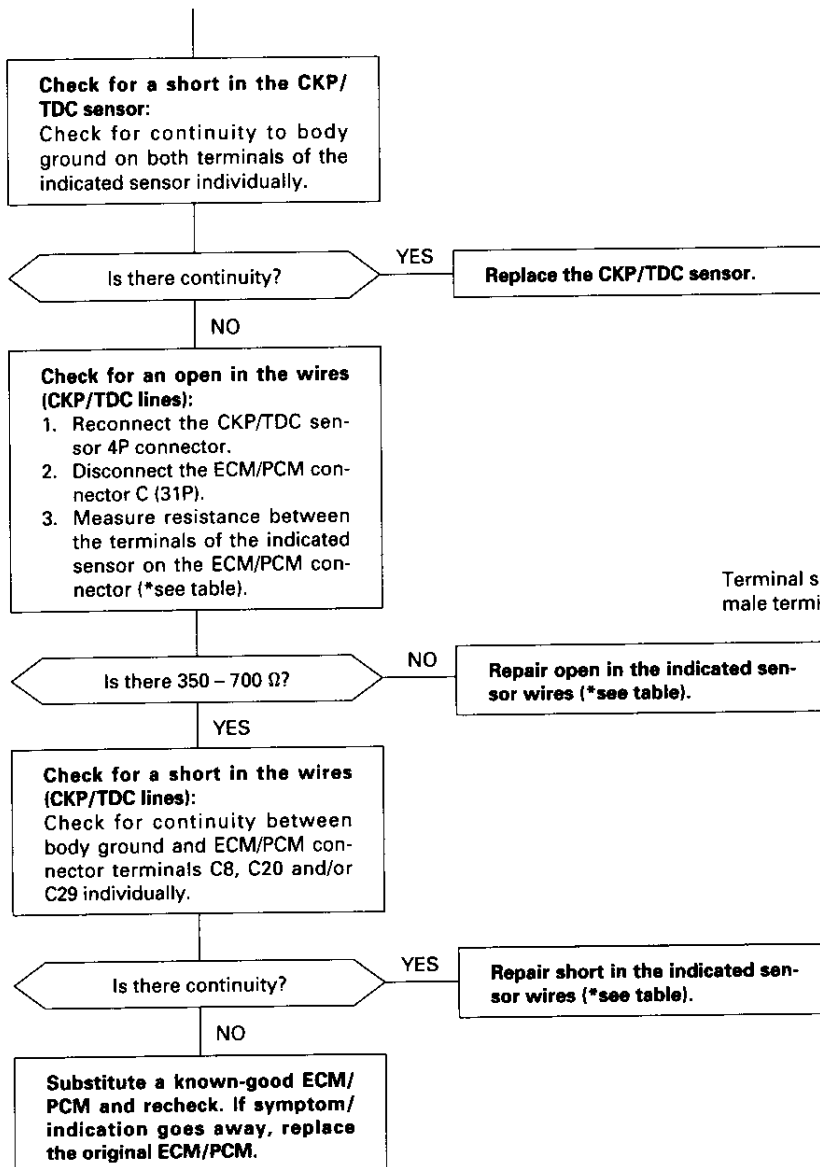 Check for a short in the CKP/
TDC sensor:
Check for continuity to body
ground on both terminals of the
indicated sensor individually.
Is there continuity?
YES
Replace the CKP/TDC sensor.
NO
Check for an open in the wires
(CKP/TDC lines):
1. Reconnect the CKP/TDC sen-
sor 4P connector.
2. Disconnect the ECM/PCM con-
nector C (31P).
3. Measure resistance between
the terminals of the indicated
sensor on the ECM/PCM con-
nector (*see table).
Terminal s
male termi
Is there 350 – 700 Ω?
NO
Repair open in the indicated sen-
sor wires (*see table).
YES
Check for a short in the wires
(CKP/TDC lines):
Check for continuity between
body ground and ECM/PCM con-
nector terminals C8, C20 and/or
C29 individually.
Is there continuity?
YES
Repair short in the indicated sen-
sor wires (*see table).
NO
Substitute a known-good ECM/
PCM and recheck. If symptom/
indication goes away, replace
the original ECM/PCM.